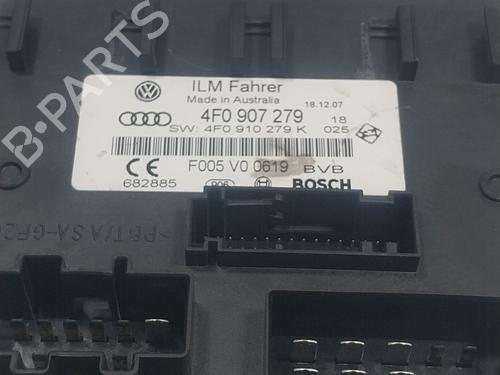 B-PARTS
ILM Fahrer
Made in Australia
18.12.07
4F0 907 279 18
SW: 4F0 910 279 K 025
F005 V0 0619 BVB
682885 BOSCH